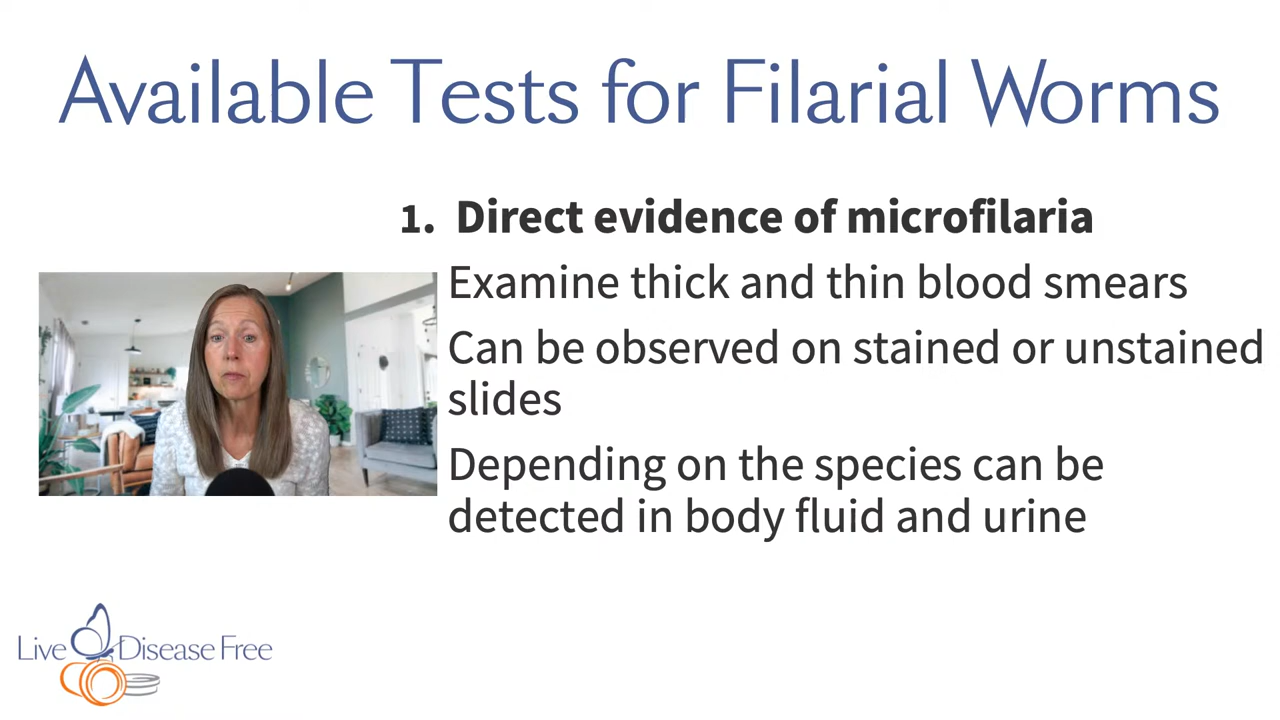 Available Tests for Filarial Worms
1. Direct evidence of microfilaria
Examine thick and thin blood smears
Can be observed on stained or unstained
slides
Depending on the species can be
detected in body fluid and urine
Live Disease Free